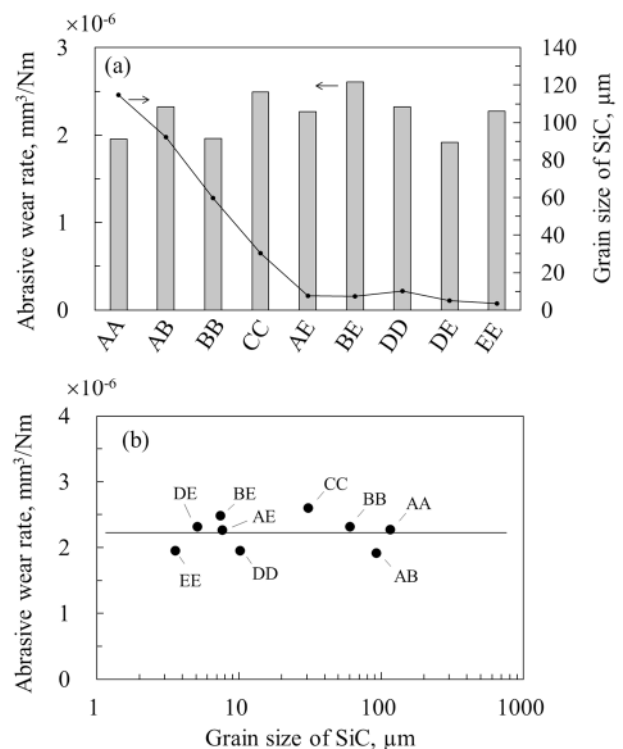 ×10⁻⁶
(a)
Abrasive wear rate, mm³/Nm
3
2
1
0
140
120
100
80
60
40
20
0
Grain size of SiC, μm
AA AB BB CC AE BE DD DE EE
×10⁻⁶
(b)
Abrasive wear rate, mm³/Nm
4
3
2
1
0
DE BE CC BB AA
AE
EE DD AB
1 10 100 1000
Grain size of SiC, μm